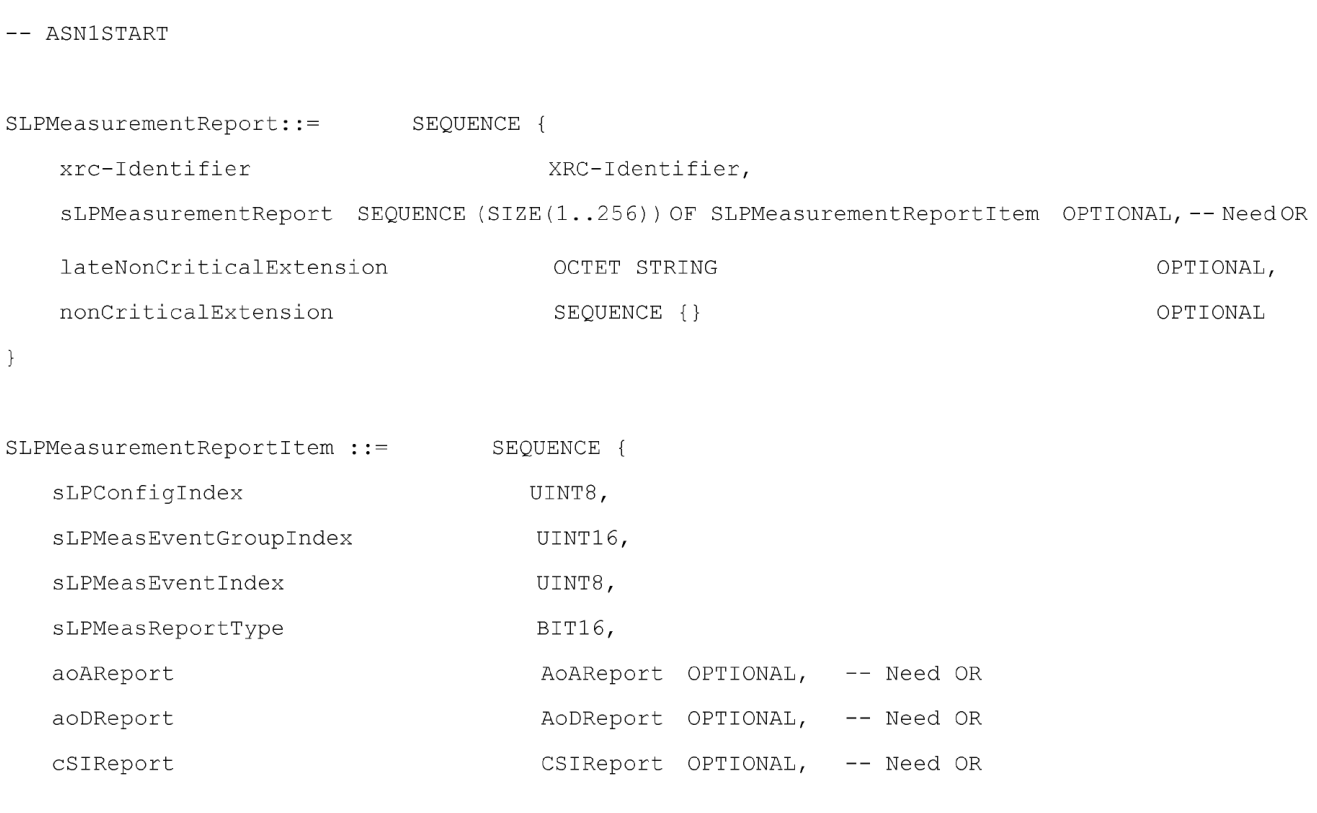 -- ASN1START
SLPMeasurementReport::= SEQUENCE {
xrc-Identifier XRC-Identifier,
sLPMeasurementReport SEQUENCE (SIZE(1..256)) OF SLPMeasurementReportItem OPTIONAL, -- Need OR
lateNonCriticalExtension OCTET STRING OPTIONAL,
nonCriticalExtension SEQUENCE {} OPTIONAL
}
SLPMeasurementReportItem ::= SEQUENCE {
sLPConfigIndex UINT8,
sLPMeasEventGroupIndex UINT16,
sLPMeasEventIndex UINT8,
sLPMeasReportType BIT16,
aoAReport AoAReport OPTIONAL, -- Need OR
aoDReport AoDReport OPTIONAL, -- Need OR
cSIReport CSIReport OPTIONAL, -- Need OR